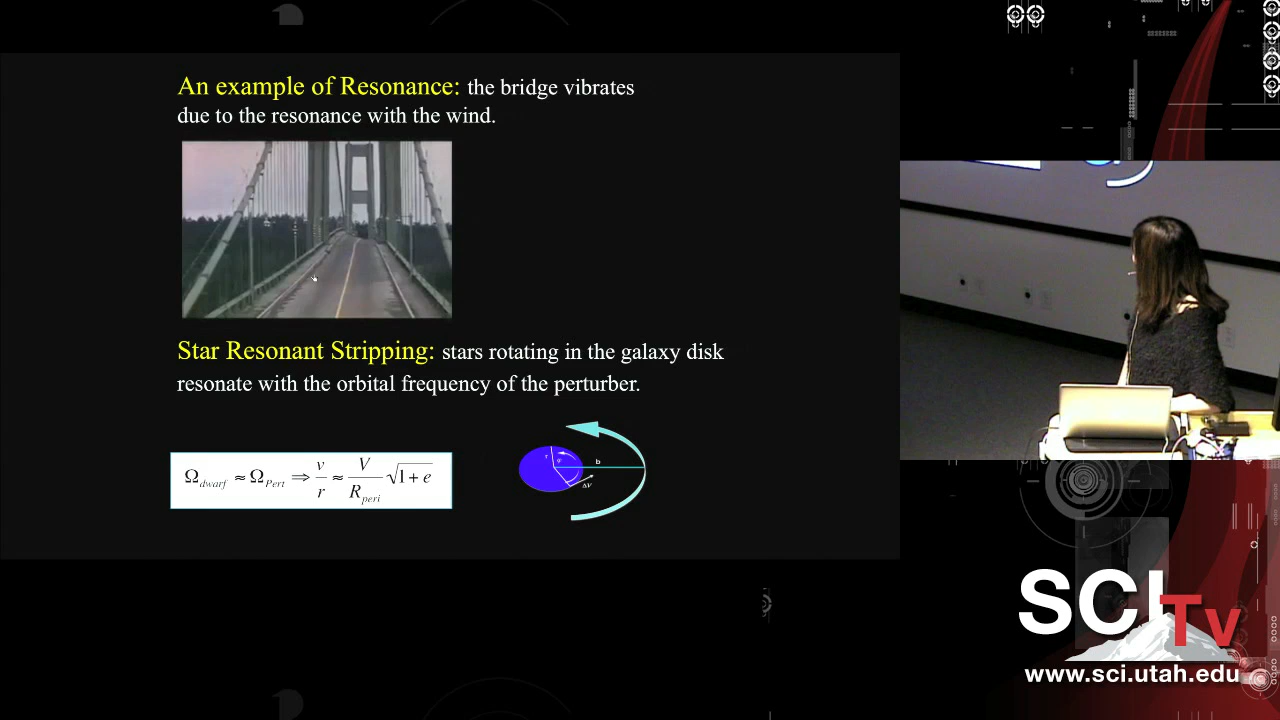 An example of Resonance: the bridge vibrates
due to the resonance with the wind.
Star Resonant Stripping: stars rotating in the galaxy disk
resonate with the orbital frequency of the perturber.
Ω_dwarf ≈ Ω_Pert ⇒ v/r ≈ V/R_peri √1 + e
r φ b
ΔV
SCI Tv
www.sci.utah.edu